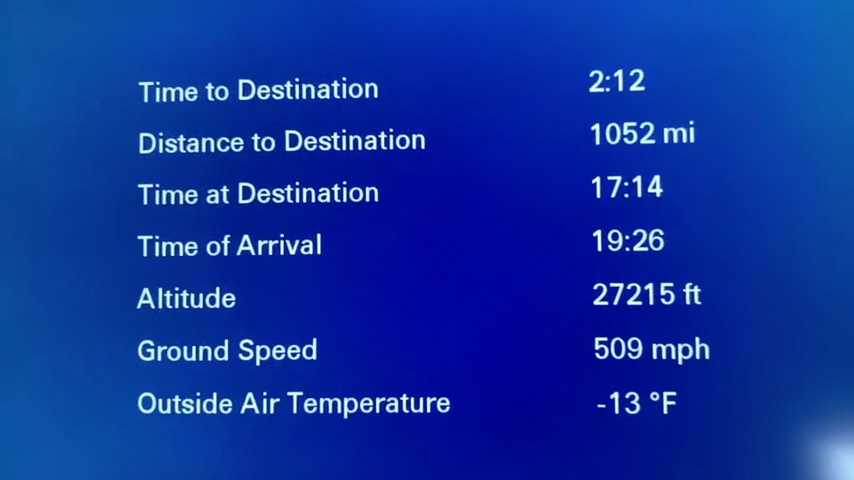 Time to Destination 2:12
Distance to Destination 1052 mi
Time at Destination 17:14
Time of Arrival 19:26
Altitude 27215 ft
Ground Speed 509 mph
Outside Air Temperature -13 °F